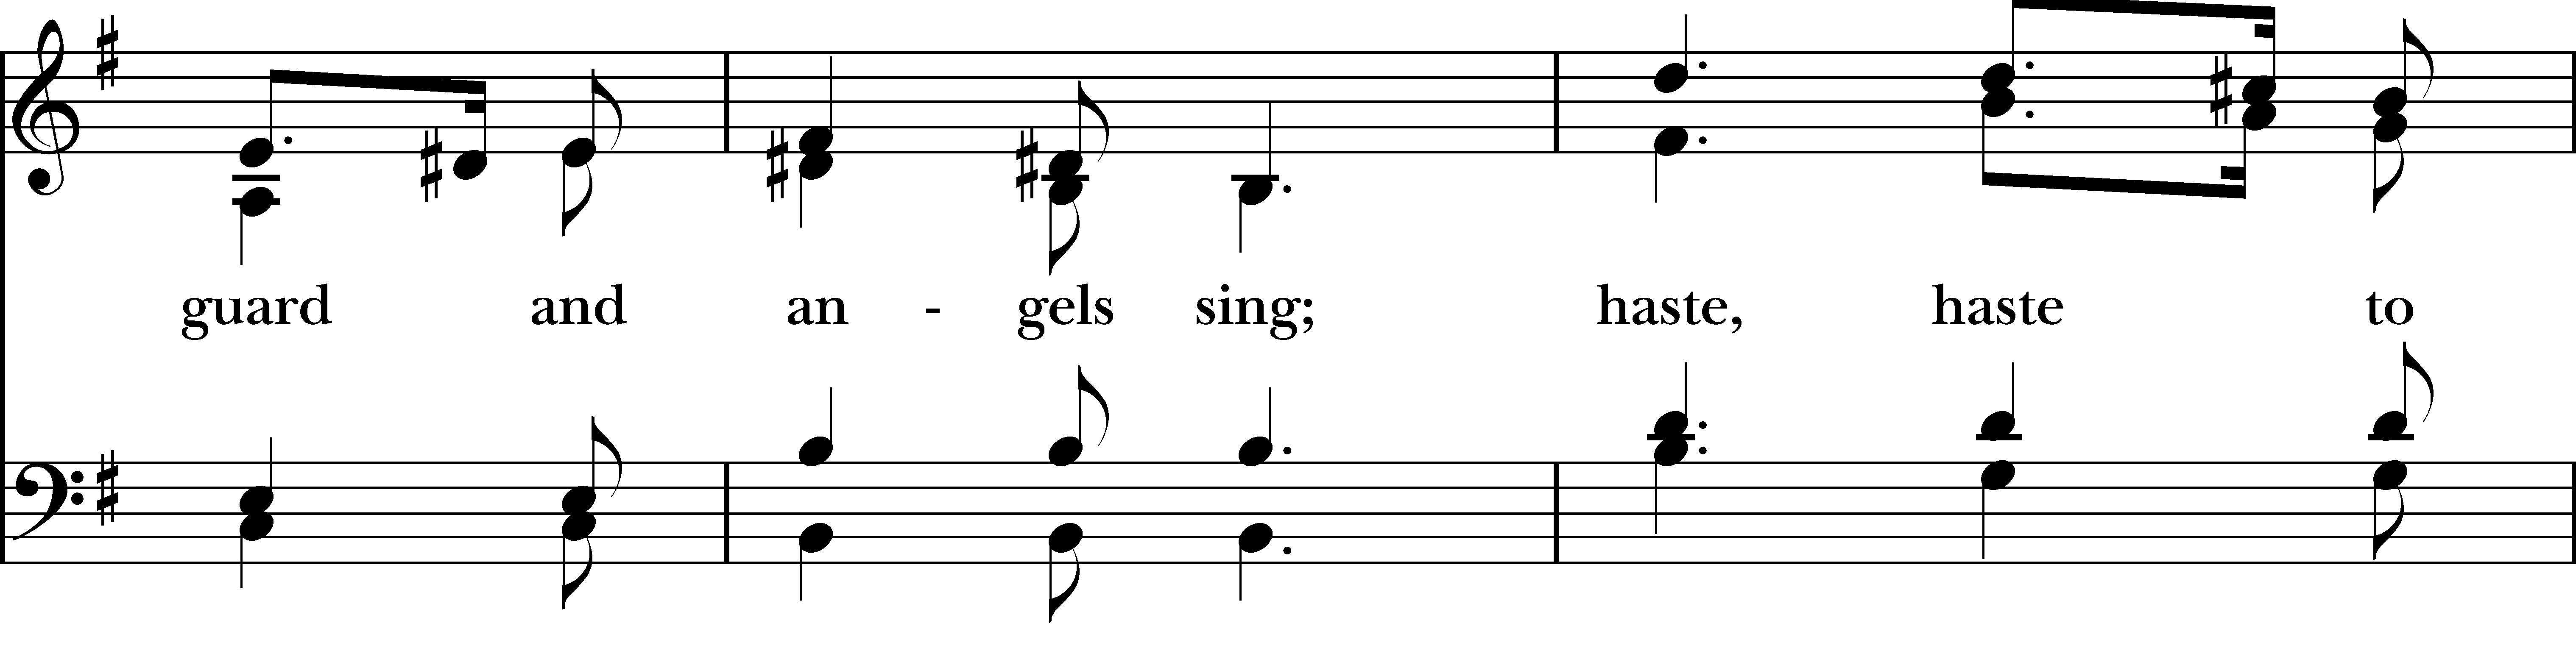 guard and an - gels sing; haste, haste to